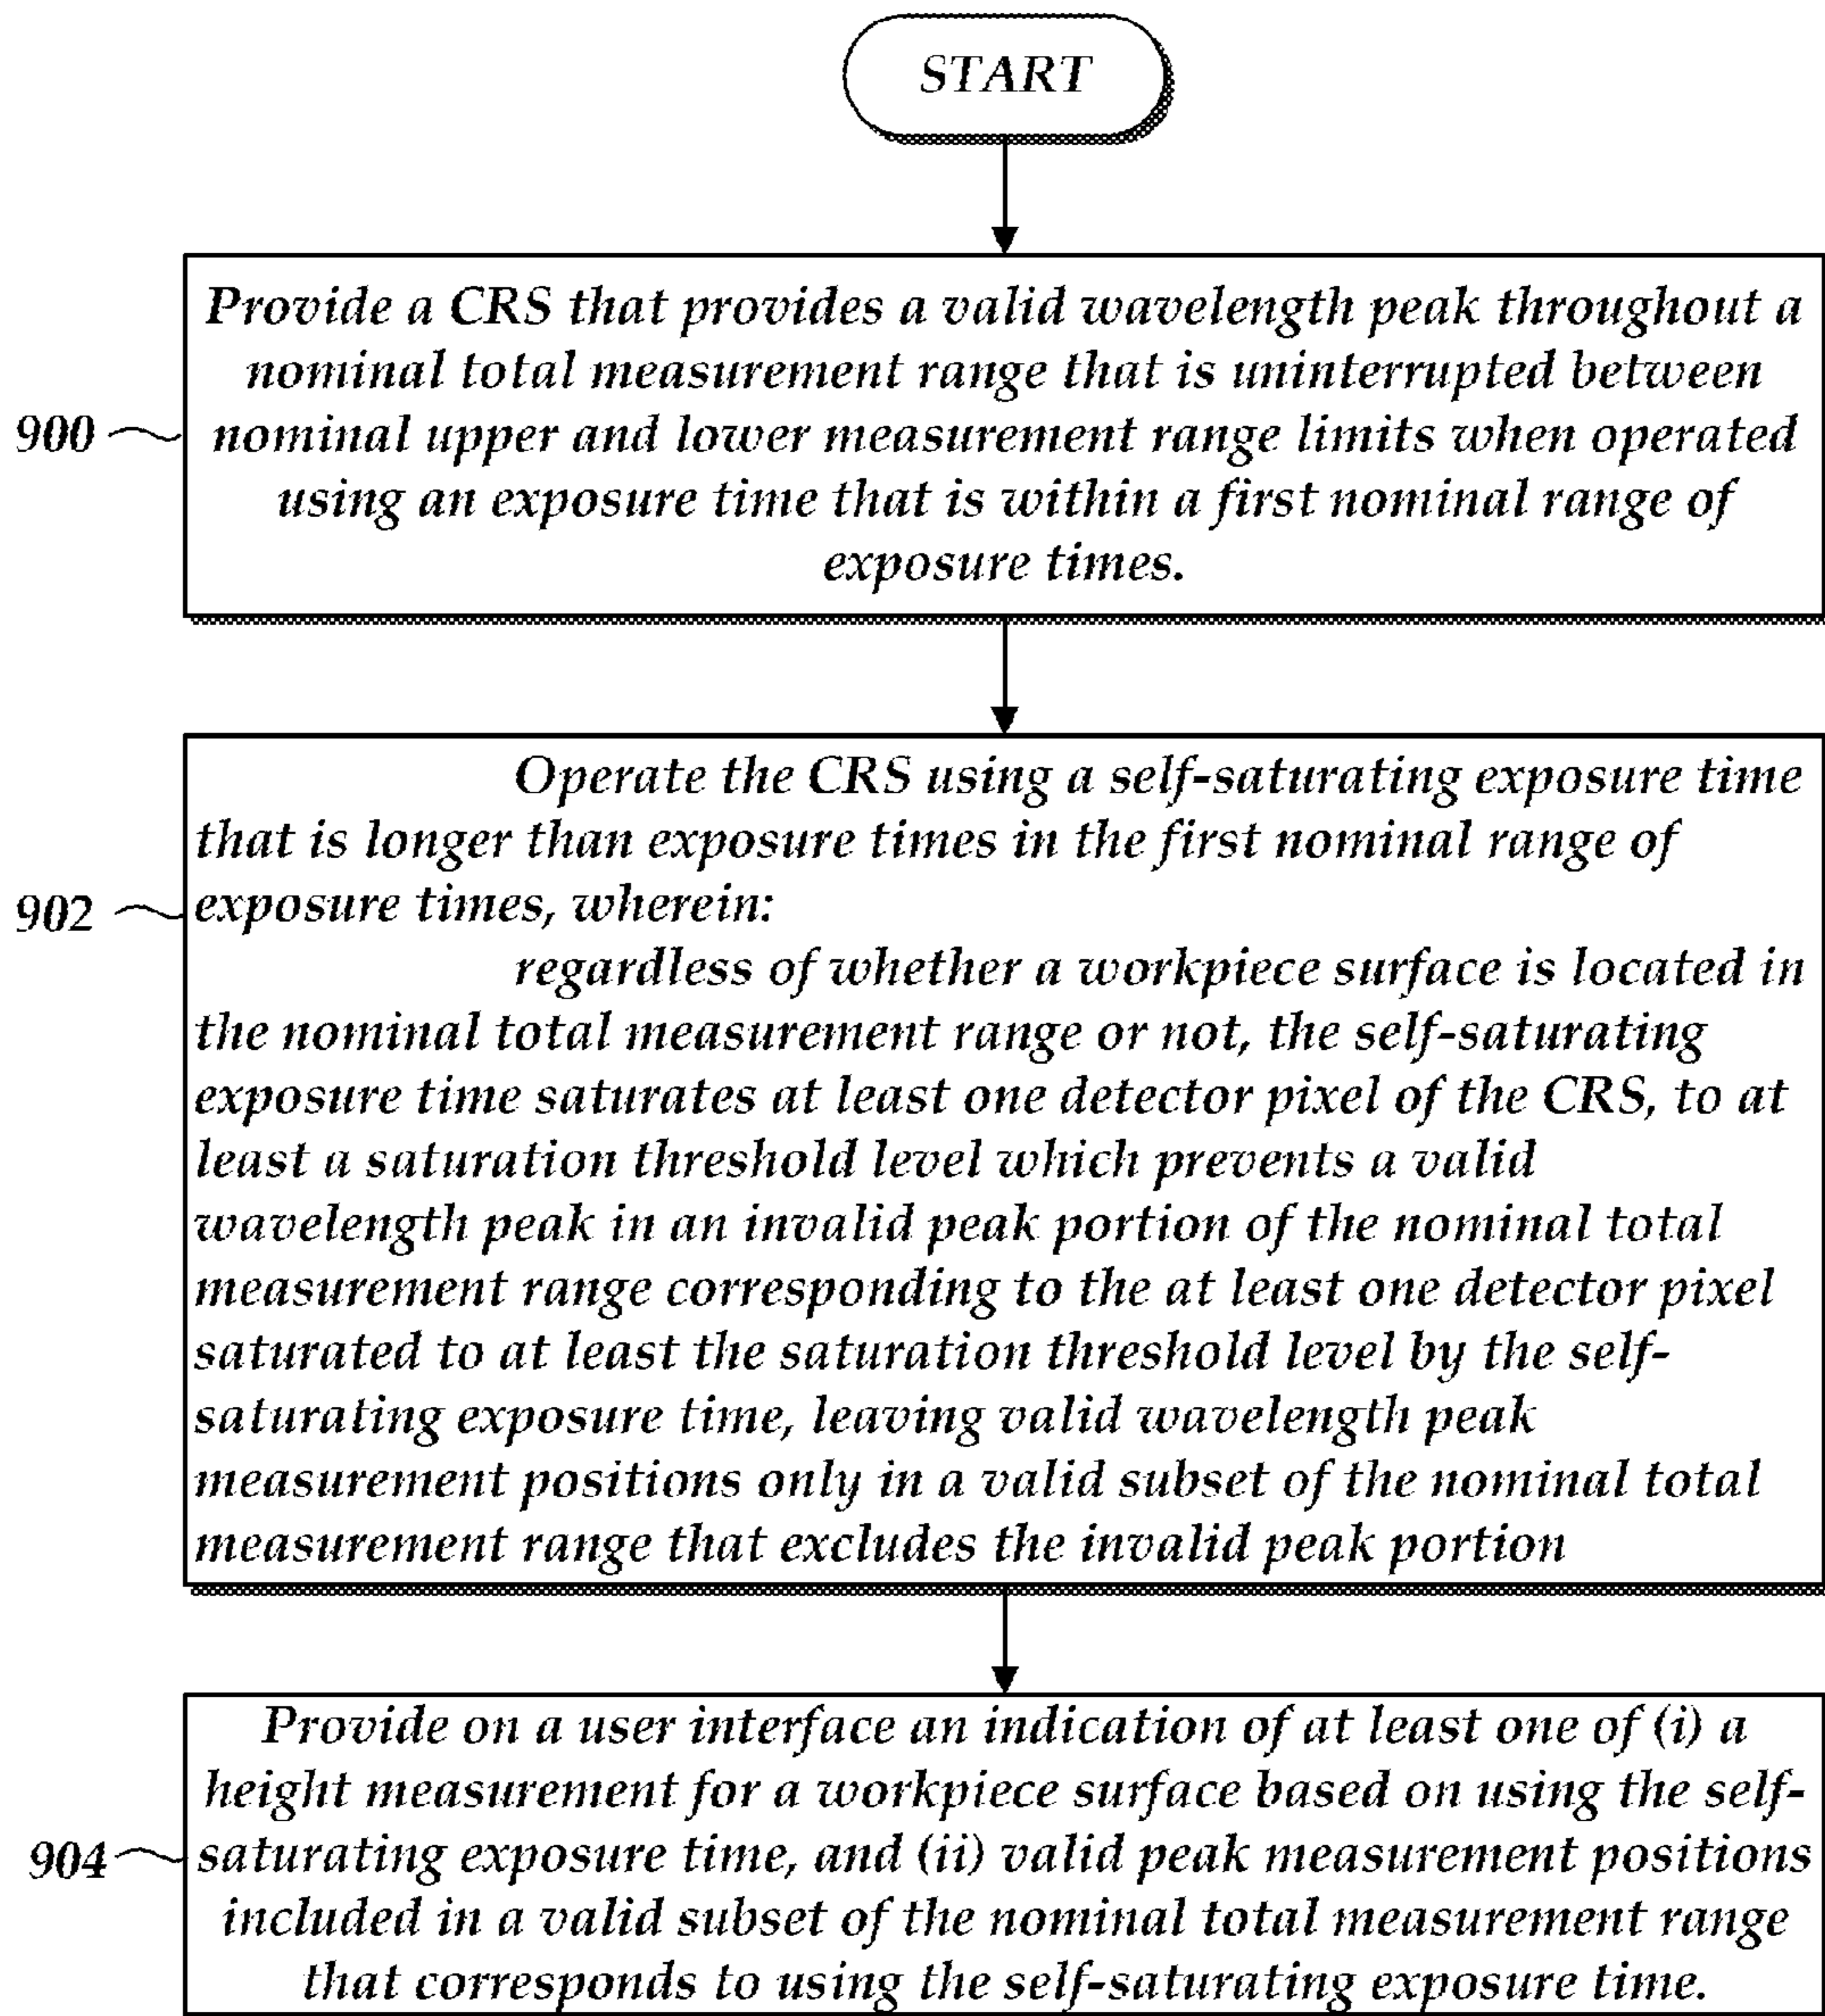 START
Provide a CRS that provides a valid wavelength peak throughout a
nominal total measurement range that is uninterrupted between
900
nominal upper and lower measurement range limits when operated
using an exposure time that is within a first nominal range of
exposure times.
Operate the CRS using a self-saturating exposure time
that is longer than exposure times in the first nominal range of
902
exposure times, wherein:
regardless of whether a workpiece surface is located in
the nominal total measurement range or not, the self-saturating
exposure time saturates at least one detector pixel of the CRS, to at
least a saturation threshold level which prevents a valid
wavelength peak in an invalid peak portion of the nominal total
measurement range corresponding to the at least one detector pixel
saturated to at least the saturation threshold level by the self-
saturating exposure time, leaving valid wavelength peak
measurement positions only in a valid subset of the nominal total
measurement range that excludes the invalid peak portion
Provide on a user interface an indication of at least one of (i) a
height measurement for a workpiece surface based on using the self-
904
saturating exposure time, and (ii) valid peak measurement positions
included in a valid subset of the nominal total measurement range
that corresponds to using the self-saturating exposure time.